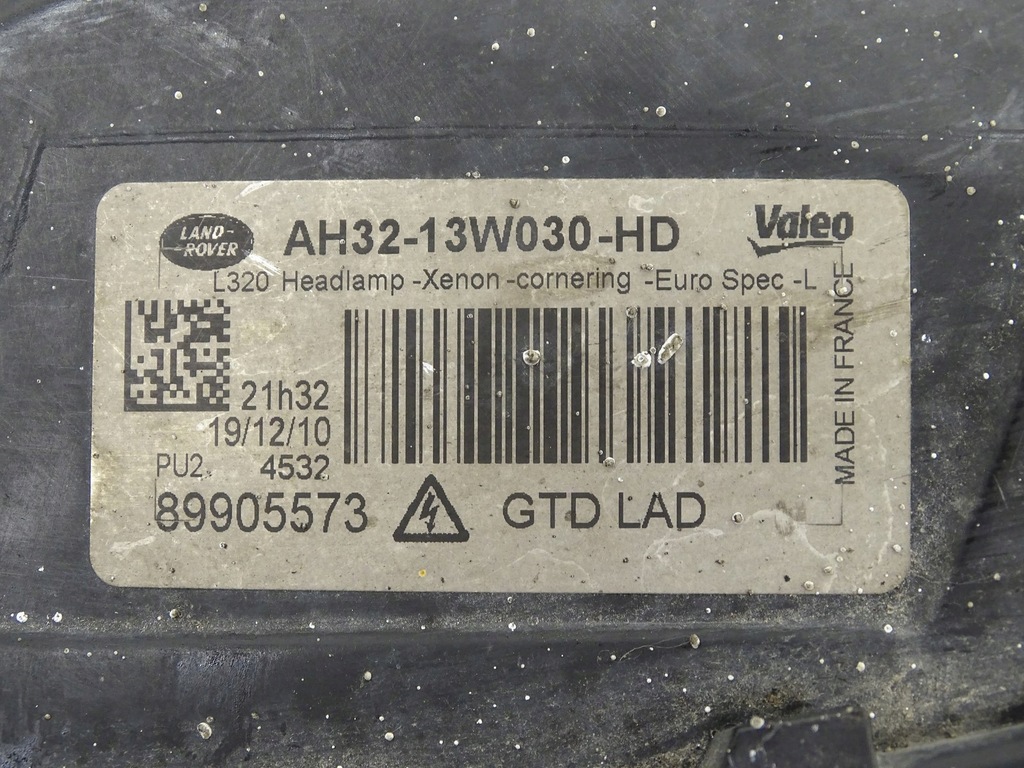 LAND-
ROVER
AH32-13W030-HD
Valeo
L320 Headlamp -Xenon -cornering -Euro Spec -L
21h32
19/12/10
PU2 4532
89905573 GTD LAD
MADE IN FRANCE